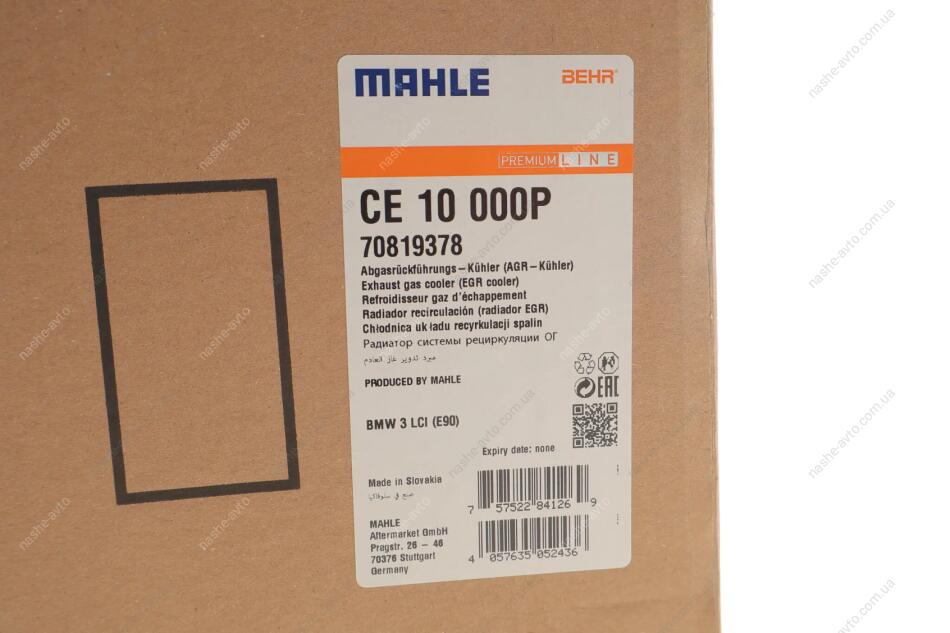 MAHLE
BEHR®
PREMIUM LINE
CE 10 000P
70819378
Abgasrückführungs-Kühler (AGR-Kühler)
Exhaust gas cooler (EGR cooler)
Refroidisseur gaz d'échappement
Radiador recirculación (radiador EGR)
Chłodnica układu recyrkulacji spalin
Радиатор системы рециркуляции ОГ
مبرد تدوير غاز العادم
PRODUCED BY MAHLE
EAC
BMW 3 LCI (E90)
Expiry date: none
Made in Slovakia
صنع في سلوفاكيا
7 57522 84126 9
MAHLE
Aftermarket GmbH
Pragstr. 26 - 46
70376 Stuttgart
Germany
4 057635 052436
nashe-avto
nashe-avto.com.ua